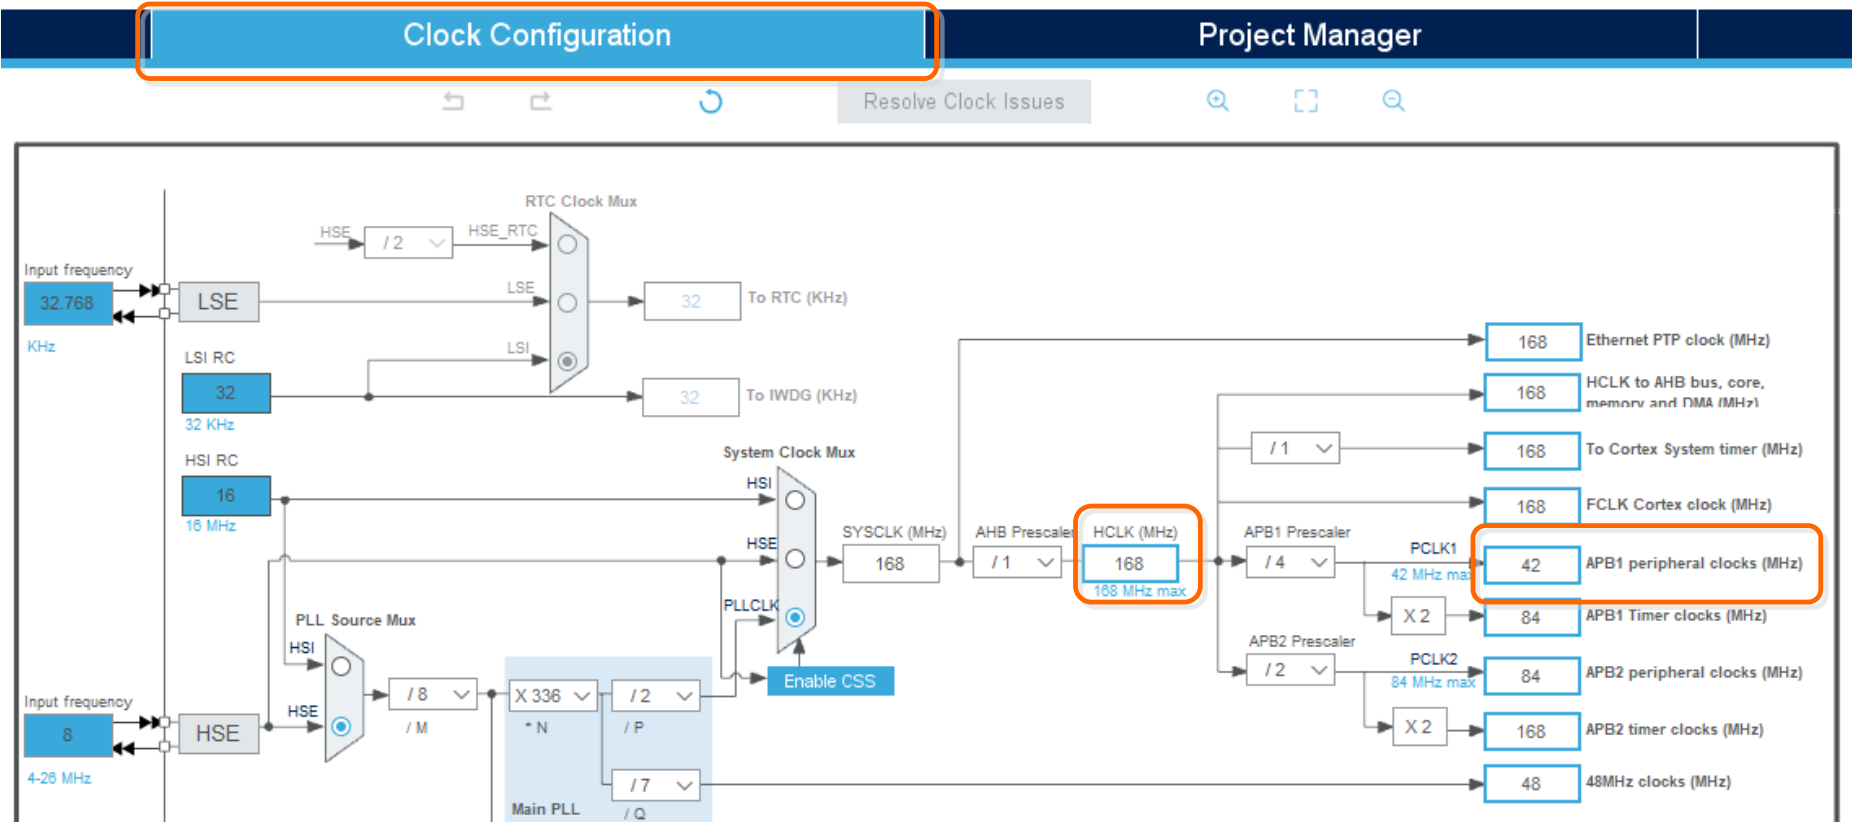 Clock Configuration
Project Manager
Resolve Clock Issues
RTC Clock Mux
HSE
/ 2
HSE_RTC
Input frequency
32.768
KHz
LSE
LSE
32
To RTC (KHz)
LSI RC
32
32 KHz
LSI
32
To IWDG (KHz)
HSI RC
16
16 MHz
System Clock Mux
HSI
HSE
PLLCLK
SYSCLK (MHz)
168
AHB Prescaler
/ 1
HCLK (MHz)
168
168 MHz max
168
Ethernet PTP clock (MHz)
168
HCLK to AHB bus, core,
memory and DMA (MHz)
/ 1
168
To Cortex System timer (MHz)
168
FCLK Cortex clock (MHz)
APB1 Prescaler
/ 4
PCLK1
42 MHz max
42
APB1 peripheral clocks (MHz)
X 2
84
APB1 Timer clocks (MHz)
APB2 Prescaler
/ 2
PCLK2
84 MHz max
84
APB2 peripheral clocks (MHz)
X 2
168
APB2 timer clocks (MHz)
48
48MHz clocks (MHz)
Enable CSS
PLL Source Mux
HSI
HSE
Input frequency
8
4-26 MHz
HSE
/ 8
/ M
X 336
* N
/ 2
/ P
/ 7
/ Q
Main PLL